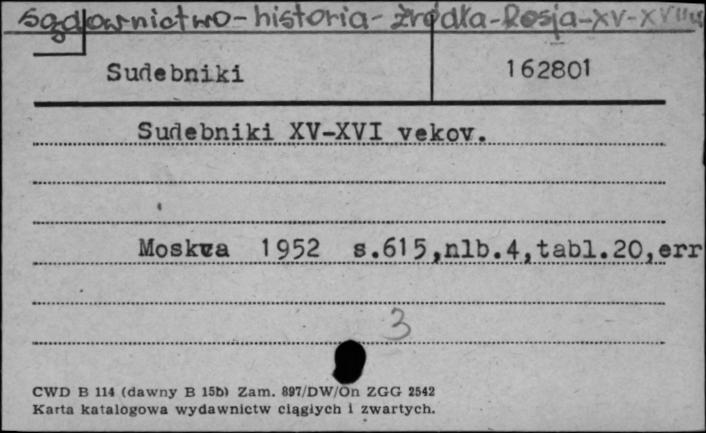 sądownictwo-historia-źródła-Rosja-XV-XVIw
Sudebniki 162801
Sudebniki XV-XVI vekov.
Moskva 1952 s.615,nlb.4,tabl.20,err
3
CWD B 114 (dawny B 15b) Zam. 897/DW/On ZGG 2542
Karta katalogowa wydawnictw ciągłych i zwartych.